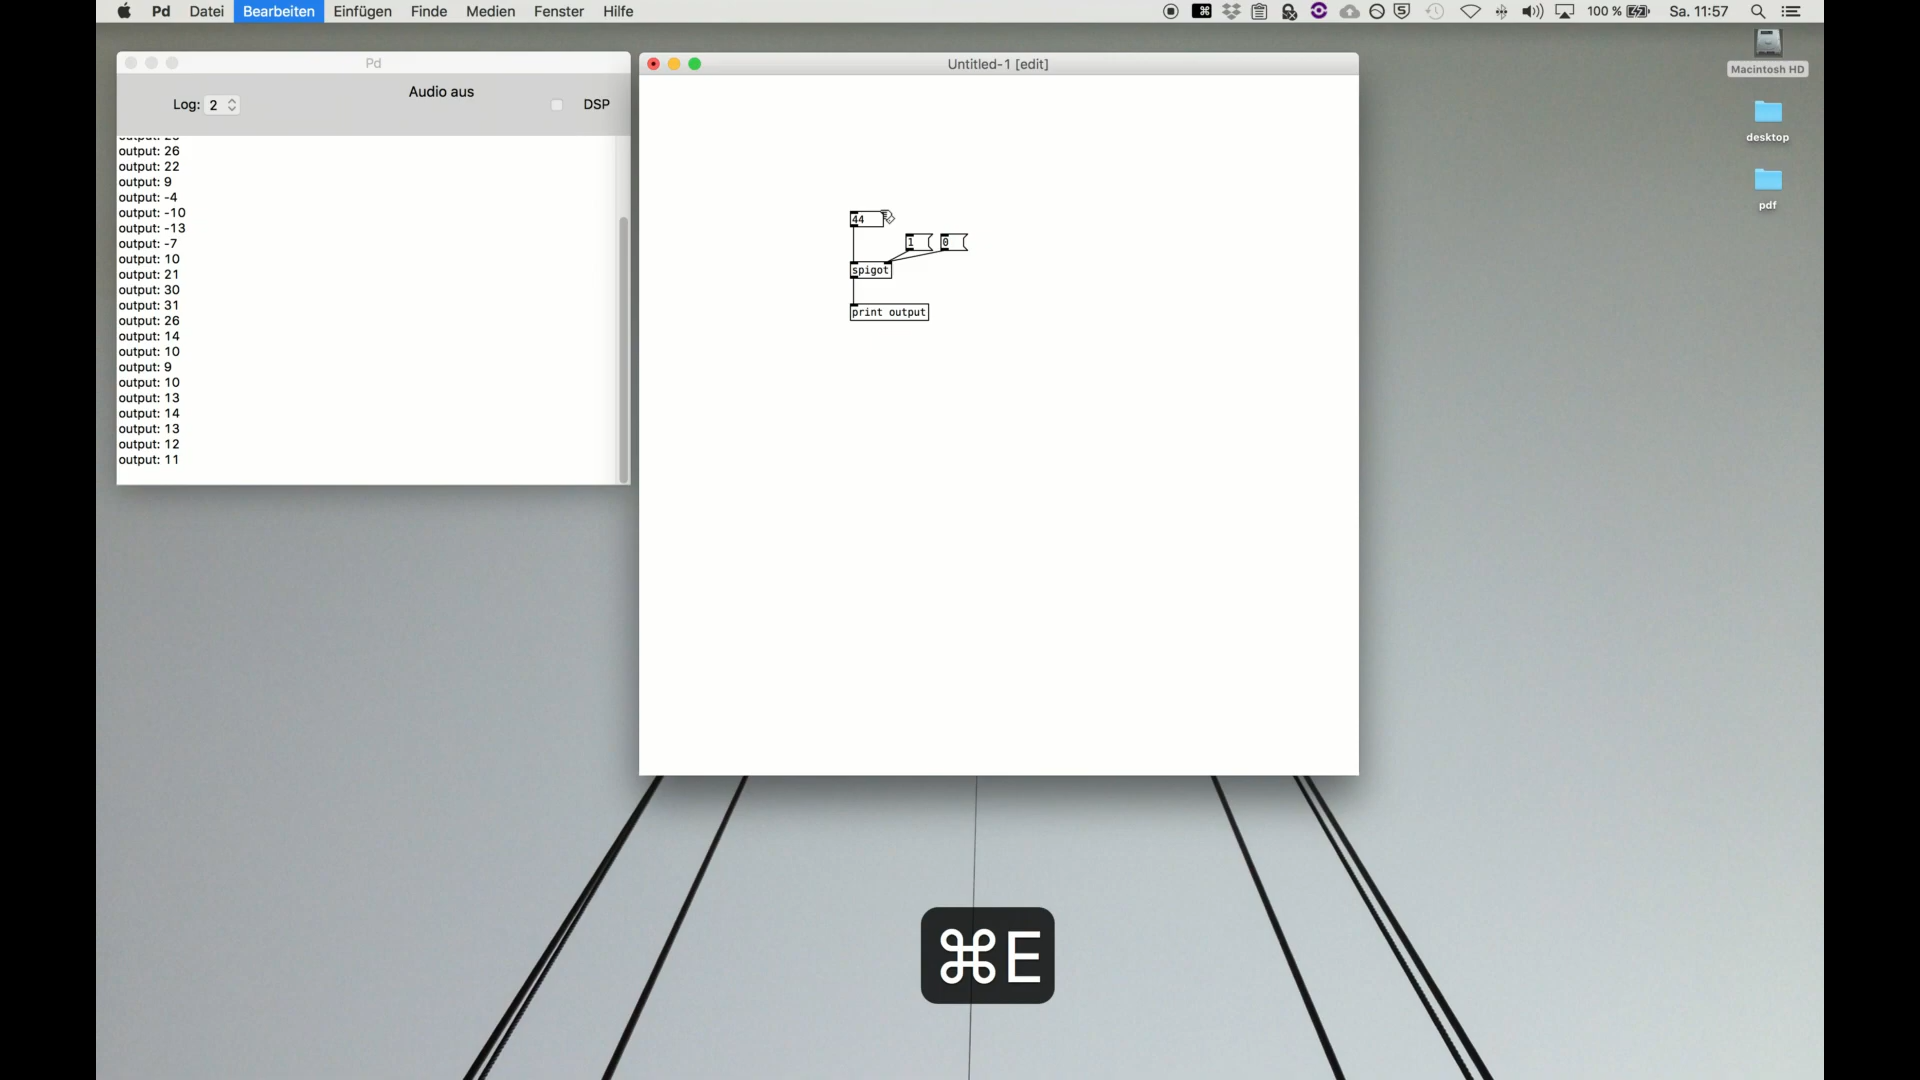 Pd Datei Bearbeiten Einfügen Finde Medien Fenster Hilfe
100 % Sa. 11:57
Macintosh HD
desktop
pdf
Pd
Audio aus
Log: 2
DSP
output: 26
output: 22
output: 9
output: -4
output: -10
output: -13
output: -7
output: 10
output: 21
output: 30
output: 31
output: 26
output: 14
output: 10
output: 9
output: 10
output: 13
output: 14
output: 13
output: 12
output: 11
Untitled-1 [edit]
44
1 0
spigot
print output
⌘E